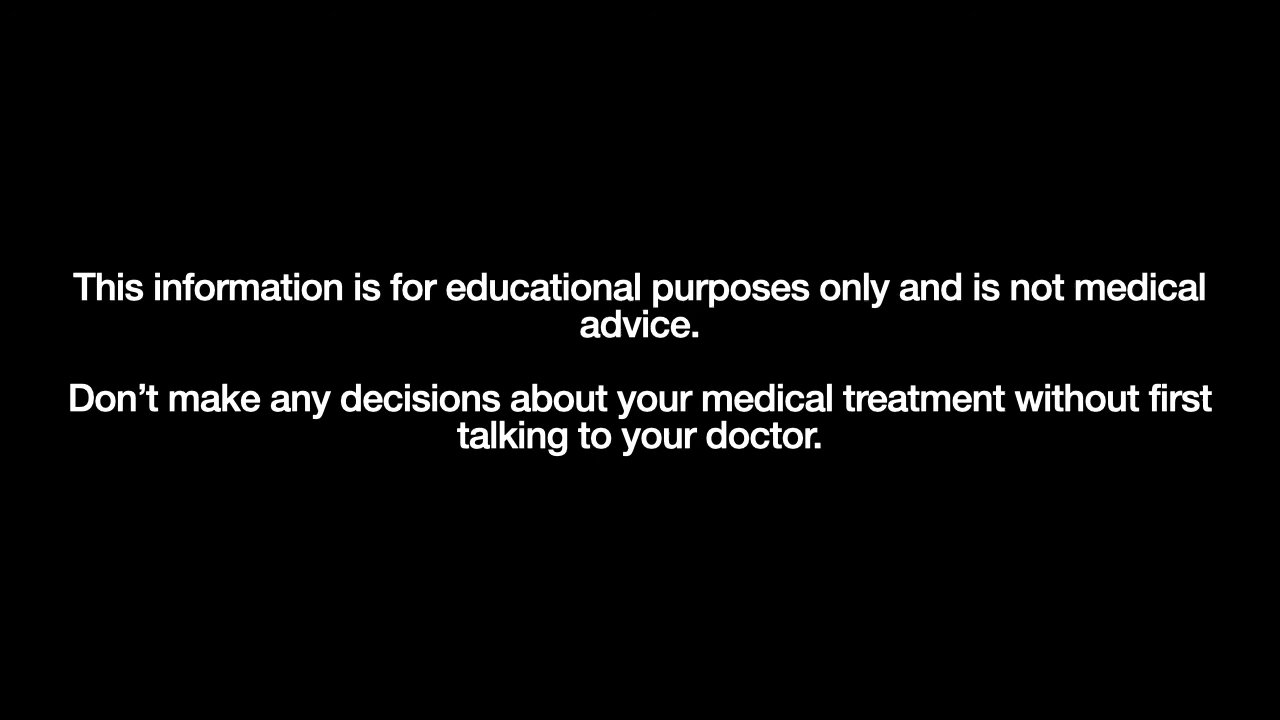 This information is for educational purposes only and is not medical
advice.
Don’t make any decisions about your medical treatment without first
talking to your doctor.